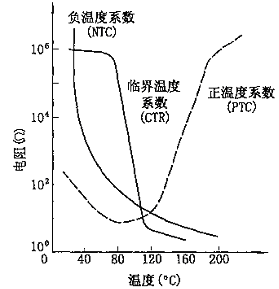 负温度系数
(NTC)
10⁶
临界温度
系数
(CTR)
正温度系数
(PTC)
电阻(Ω)
10⁴
10²
10⁰
0 40 80 120 160 200
温度(°C)